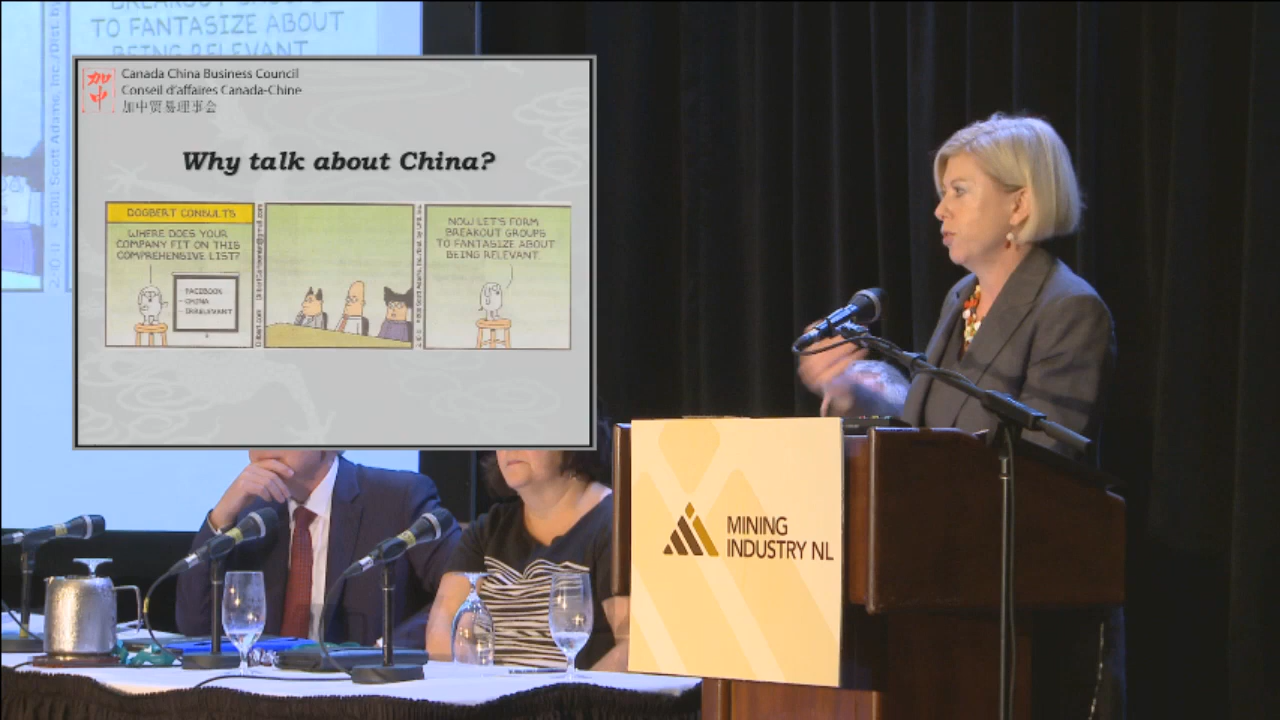 BREAKOUT GROUPS
TO FANTASIZE ABOUT
BEING RELEVANT
Canada China Business Council
Conseil d'affaires Canada-Chine
加中贸易理事会
加中
Why talk about China?
DOGBERT CONSULTS
WHERE DOES YOUR
COMPANY FIT ON THIS
COMPREHENSIVE LIST?
- FACEBOOK
- CHINA
- IRRELEVANT
NOW LET'S FORM
BREAKOUT GROUPS
TO FANTASIZE ABOUT
BEING RELEVANT.
MINING
INDUSTRY NL